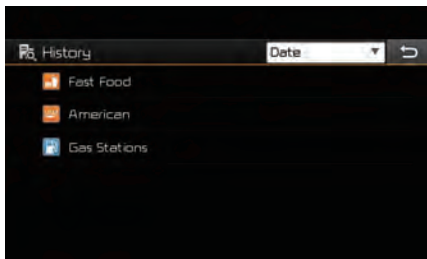 History
Date
Fast Food
American
Gas Stations